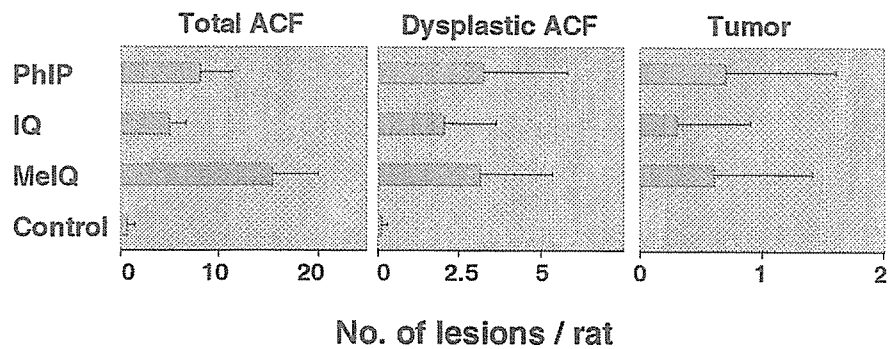 Total ACF Dysplastic ACF Tumor
PhIP
IQ
MeIQ
Control
0 10 20 0 2.5 5 0 1 2
No. of lesions / rat